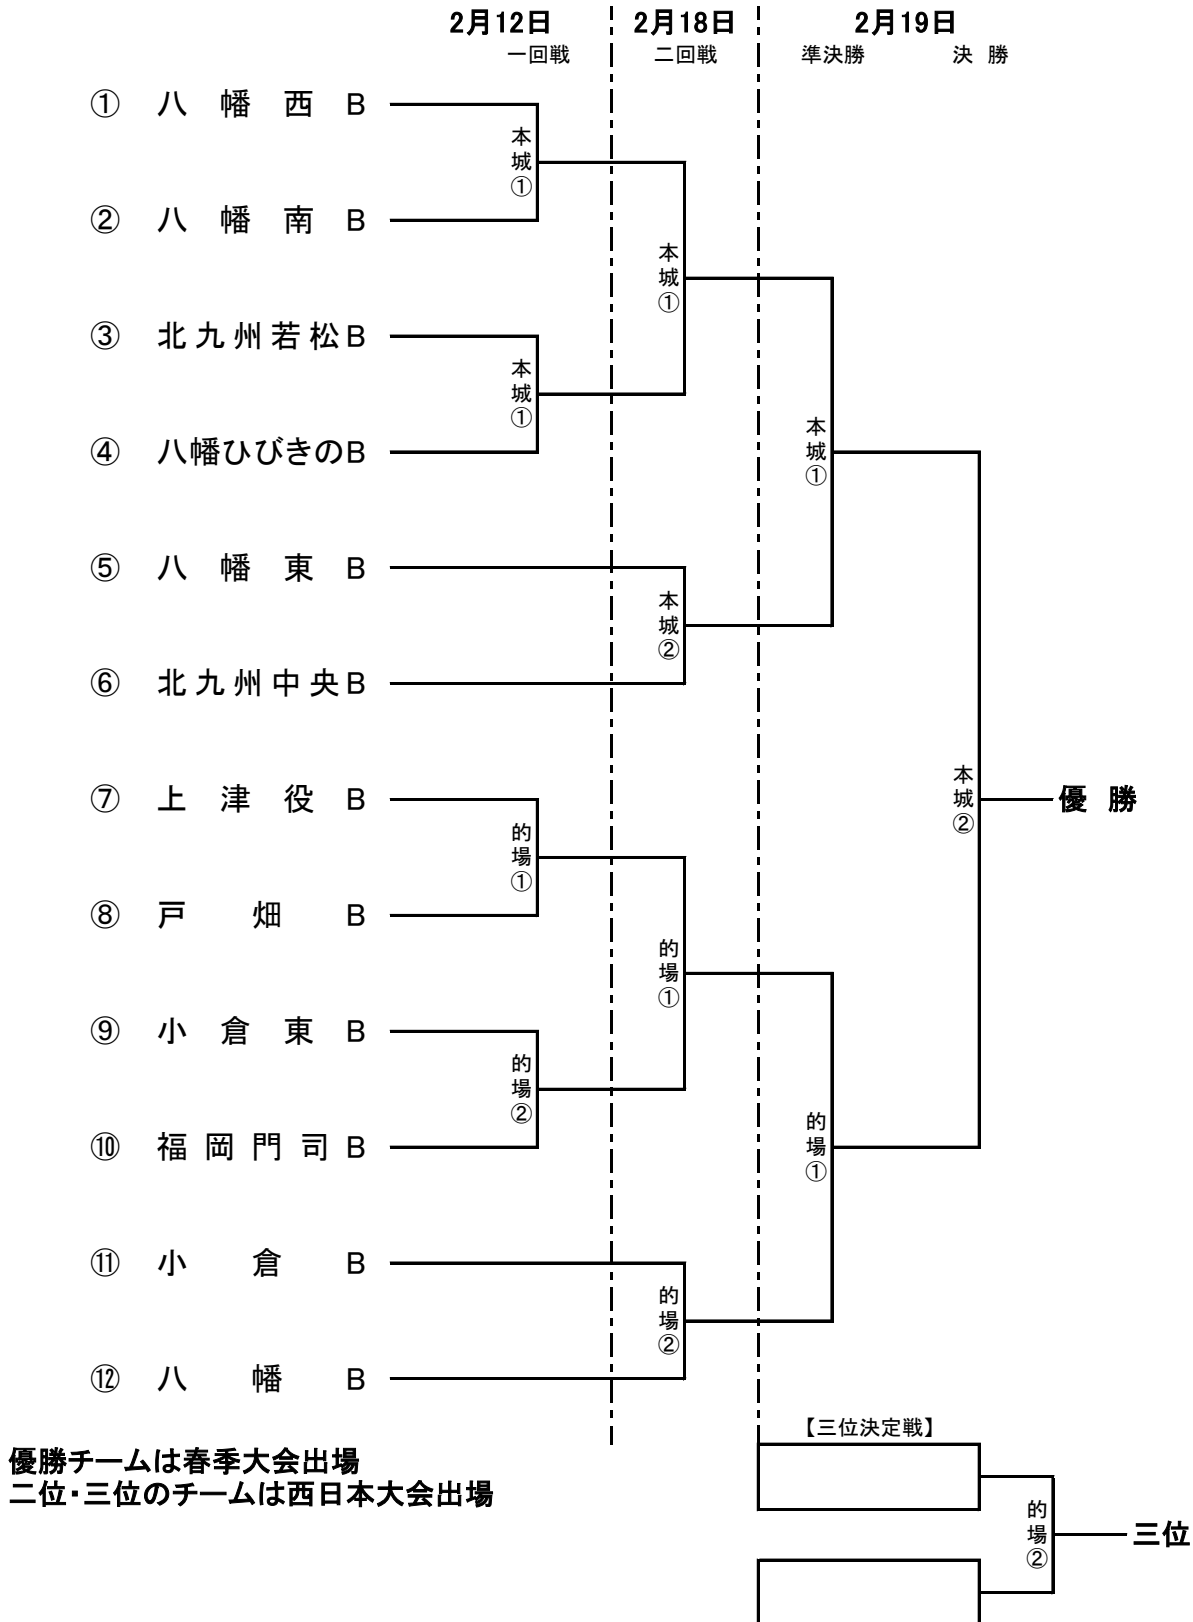 2月12日 2月18日 2月19日
一回戦 二回戦 準決勝 決 勝
① 八 幡 西 B
本城①
② 八 幡 南 B
本城①
③ 北九州若松B
本城①
④ 八幡ひびきのB
本城①
⑤ 八 幡 東 B
本城②
⑥ 北九州中央B
本城②
優 勝
⑦ 上 津 役 B
的場①
⑧ 戸 畑 B
的場①
⑨ 小 倉 東 B
的場②
⑩ 福岡門司B
的場①
⑪ 小 倉 B
的場②
⑫ 八 幡 B
【三位決定戦】
優勝チームは春季大会出場
二位・三位のチームは西日本大会出場
的場②
三位